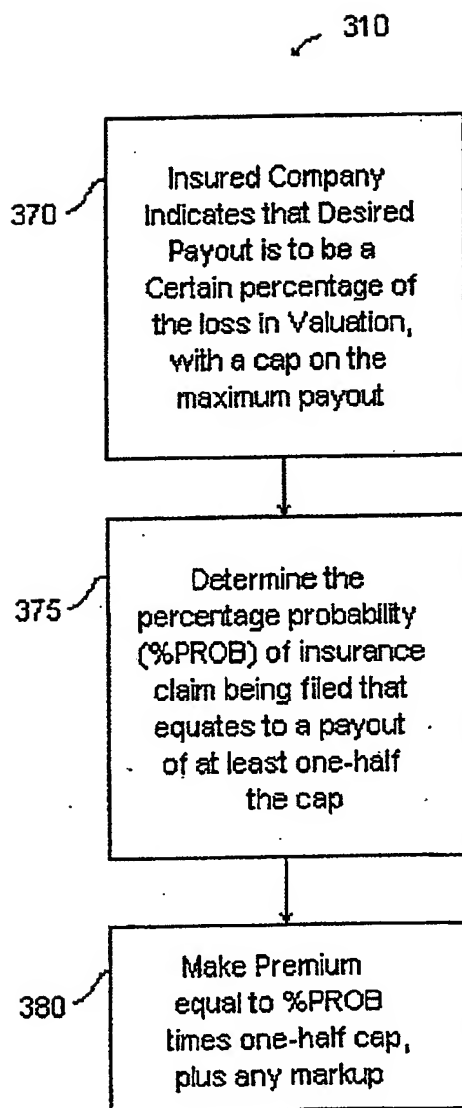 310
370
Insured Company
Indicates that Desired
Payout is to be a
Certain percentage of
the loss in Valuation,
with a cap on the
maximum payout
375
Determine the
percentage probability
(%PROB) of insurance
claim being filed that
equates to a payout
of at least one-half
the cap
380
Make Premium
equal to %PROB
times one-half cap,
plus any markup